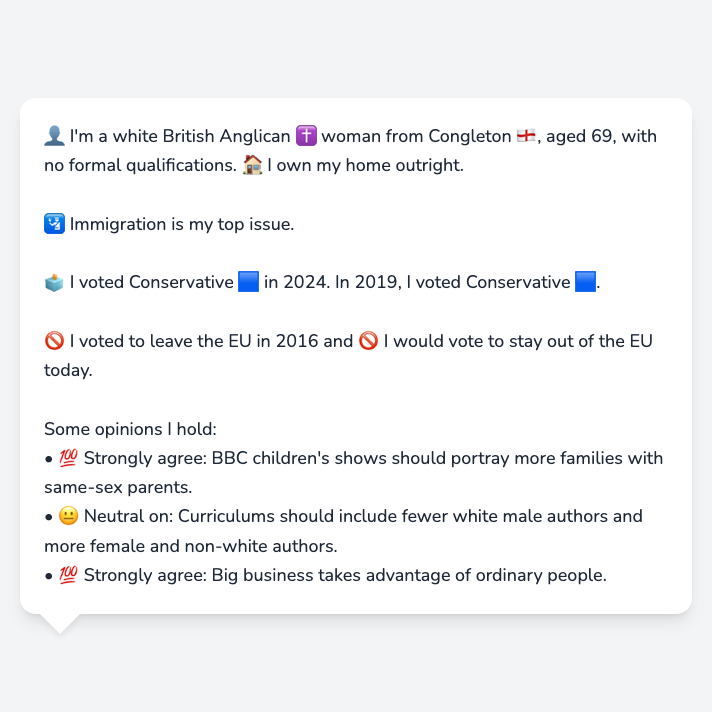 👤 I'm a white British Anglican ✝️ woman from Congleton 🏴󠁧󠁢󠁥󠁮󠁧󠁿, aged 69, with
no formal qualifications. 🏠 I own my home outright.
🛂 Immigration is my top issue.
🗳️ I voted Conservative 🟦 in 2024. In 2019, I voted Conservative 🟦.
🚫 I voted to leave the EU in 2016 and 🚫 I would vote to stay out of the EU
today.
Some opinions I hold:
• 💯 Strongly agree: BBC children's shows should portray more families with
same-sex parents.
• 😐 Neutral on: Curriculums should include fewer white male authors and
more female and non-white authors.
• 💯 Strongly agree: Big business takes advantage of ordinary people.